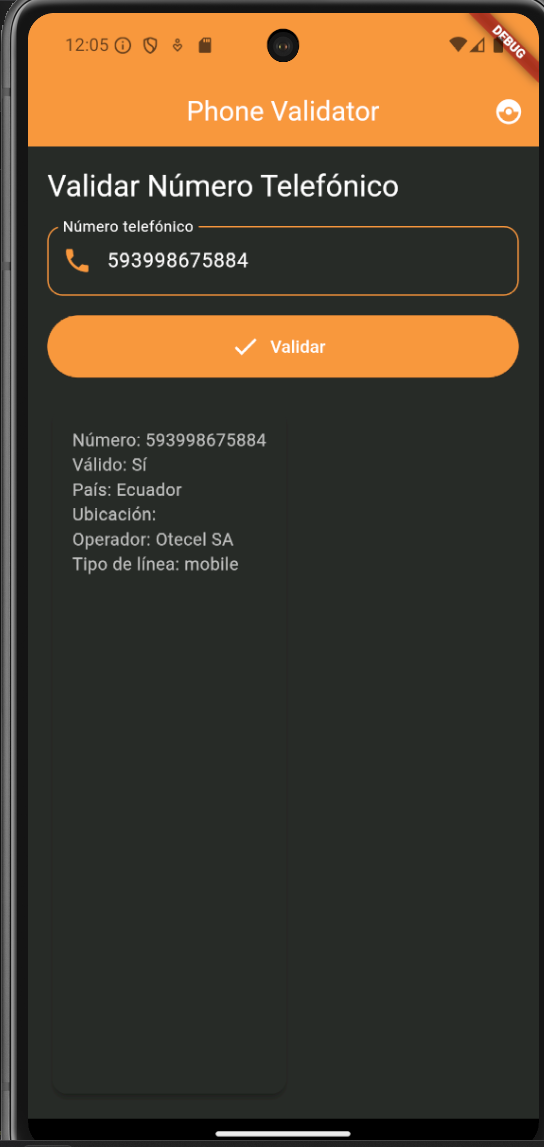 12:05
DEBUG
Phone Validator
Validar Número Telefónico
Número telefónico
593998675884
Validar
Número: 593998675884
Válido: Sí
País: Ecuador
Ubicación:
Operador: Otecel SA
Tipo de línea: mobile